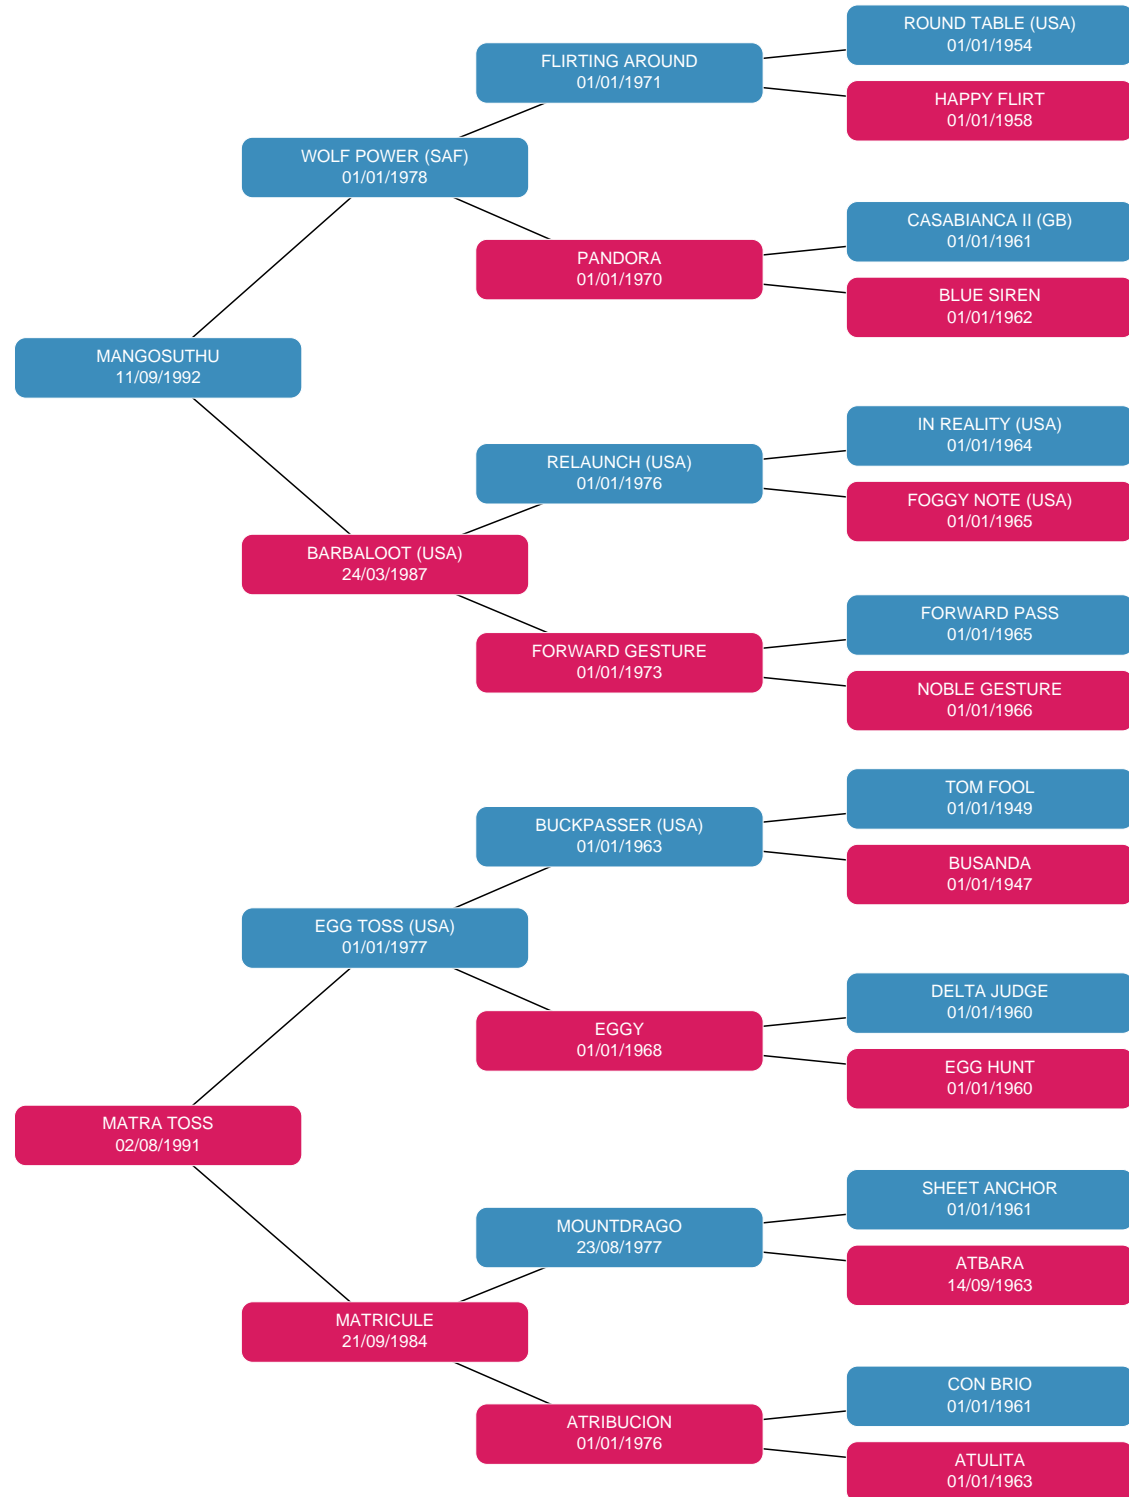 ROUND TABLE (USA)
01/01/1954
FLIRTING AROUND
01/01/1971
HAPPY FLIRT
01/01/1958
WOLF POWER (SAF)
01/01/1978
CASABIANCA II (GB)
01/01/1961
PANDORA
01/01/1970
BLUE SIREN
01/01/1962
MANGOSUTHU
11/09/1992
IN REALITY (USA)
01/01/1964
RELAUNCH (USA)
01/01/1976
FOGGY NOTE (USA)
01/01/1965
BARBALOOT (USA)
24/03/1987
FORWARD PASS
01/01/1965
FORWARD GESTURE
01/01/1973
NOBLE GESTURE
01/01/1966
TOM FOOL
01/01/1949
BUCKPASSER (USA)
01/01/1963
BUSANDA
01/01/1947
EGG TOSS (USA)
01/01/1977
DELTA JUDGE
01/01/1960
EGGY
01/01/1968
EGG HUNT
01/01/1960
MATRA TOSS
02/08/1991
SHEET ANCHOR
01/01/1961
MOUNTDRAGO
23/08/1977
ATBARA
14/09/1963
MATRICULE
21/09/1984
CON BRIO
01/01/1961
ATRIBUCION
01/01/1976
ATULITA
01/01/1963